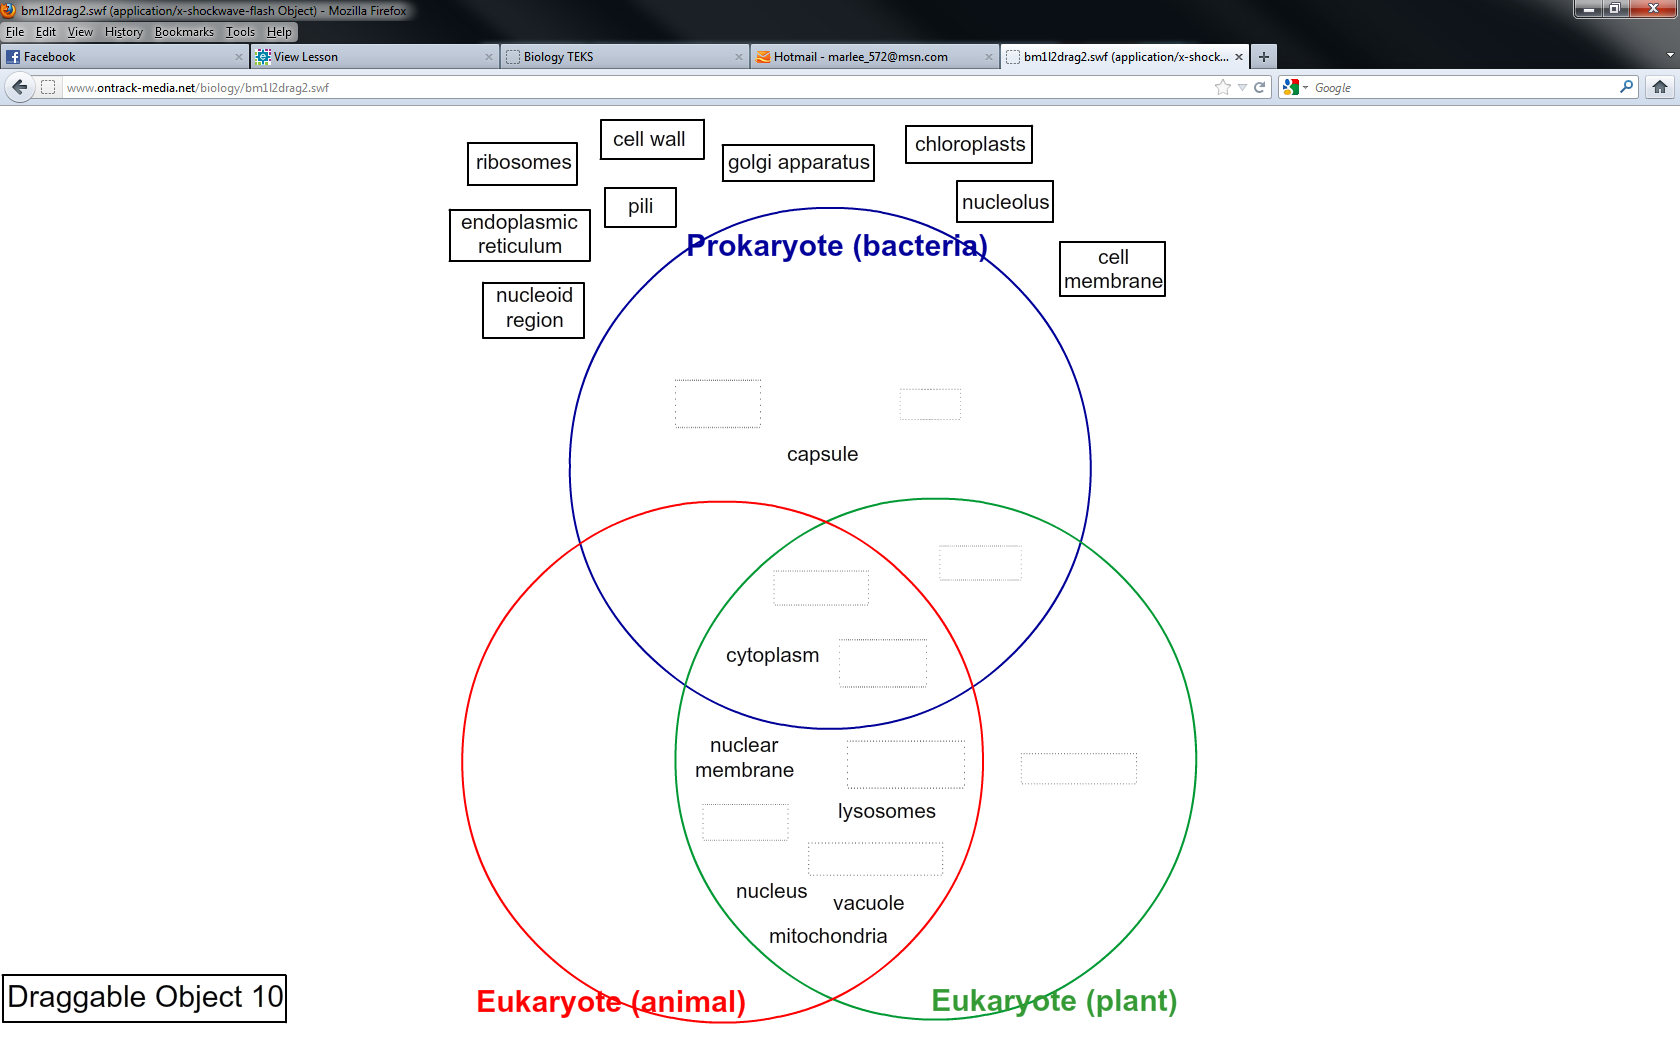 bm1l2drag2.swf (application/x-shockwave-flash Object) - Mozilla Firefox
File Edit View History Bookmarks Tools Help
Facebook View Lesson Biology TEKS Hotmail - marlee_572@msn.com bm1l2drag2.swf (application/x-shock...
www.ontrack-media.net/biology/bm1l2drag2.swf Google
cell wall
chloroplasts
ribosomes
golgi apparatus
pili
nucleolus
endoplasmic
reticulum
Prokaryote (bacteria)
cell
membrane
nucleoid
region
capsule
cytoplasm
nuclear
membrane
lysosomes
nucleus
vacuole
mitochondria
Draggable Object 10
Eukaryote (animal)
Eukaryote (plant)